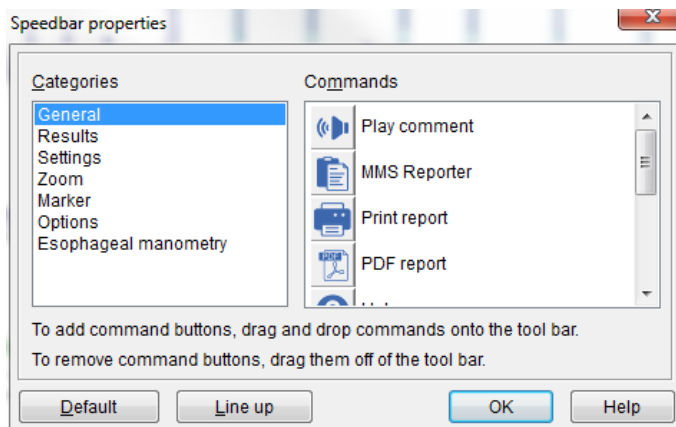 Speedbar properties
Categories
Commands
General
Results
Settings
Zoom
Marker
Options
Esophageal manometry
Play comment
MMS Reporter
Print report
PDF report
To add command buttons, drag and drop commands onto the tool bar.
To remove command buttons, drag them off of the tool bar.
Default
Line up
OK
Help